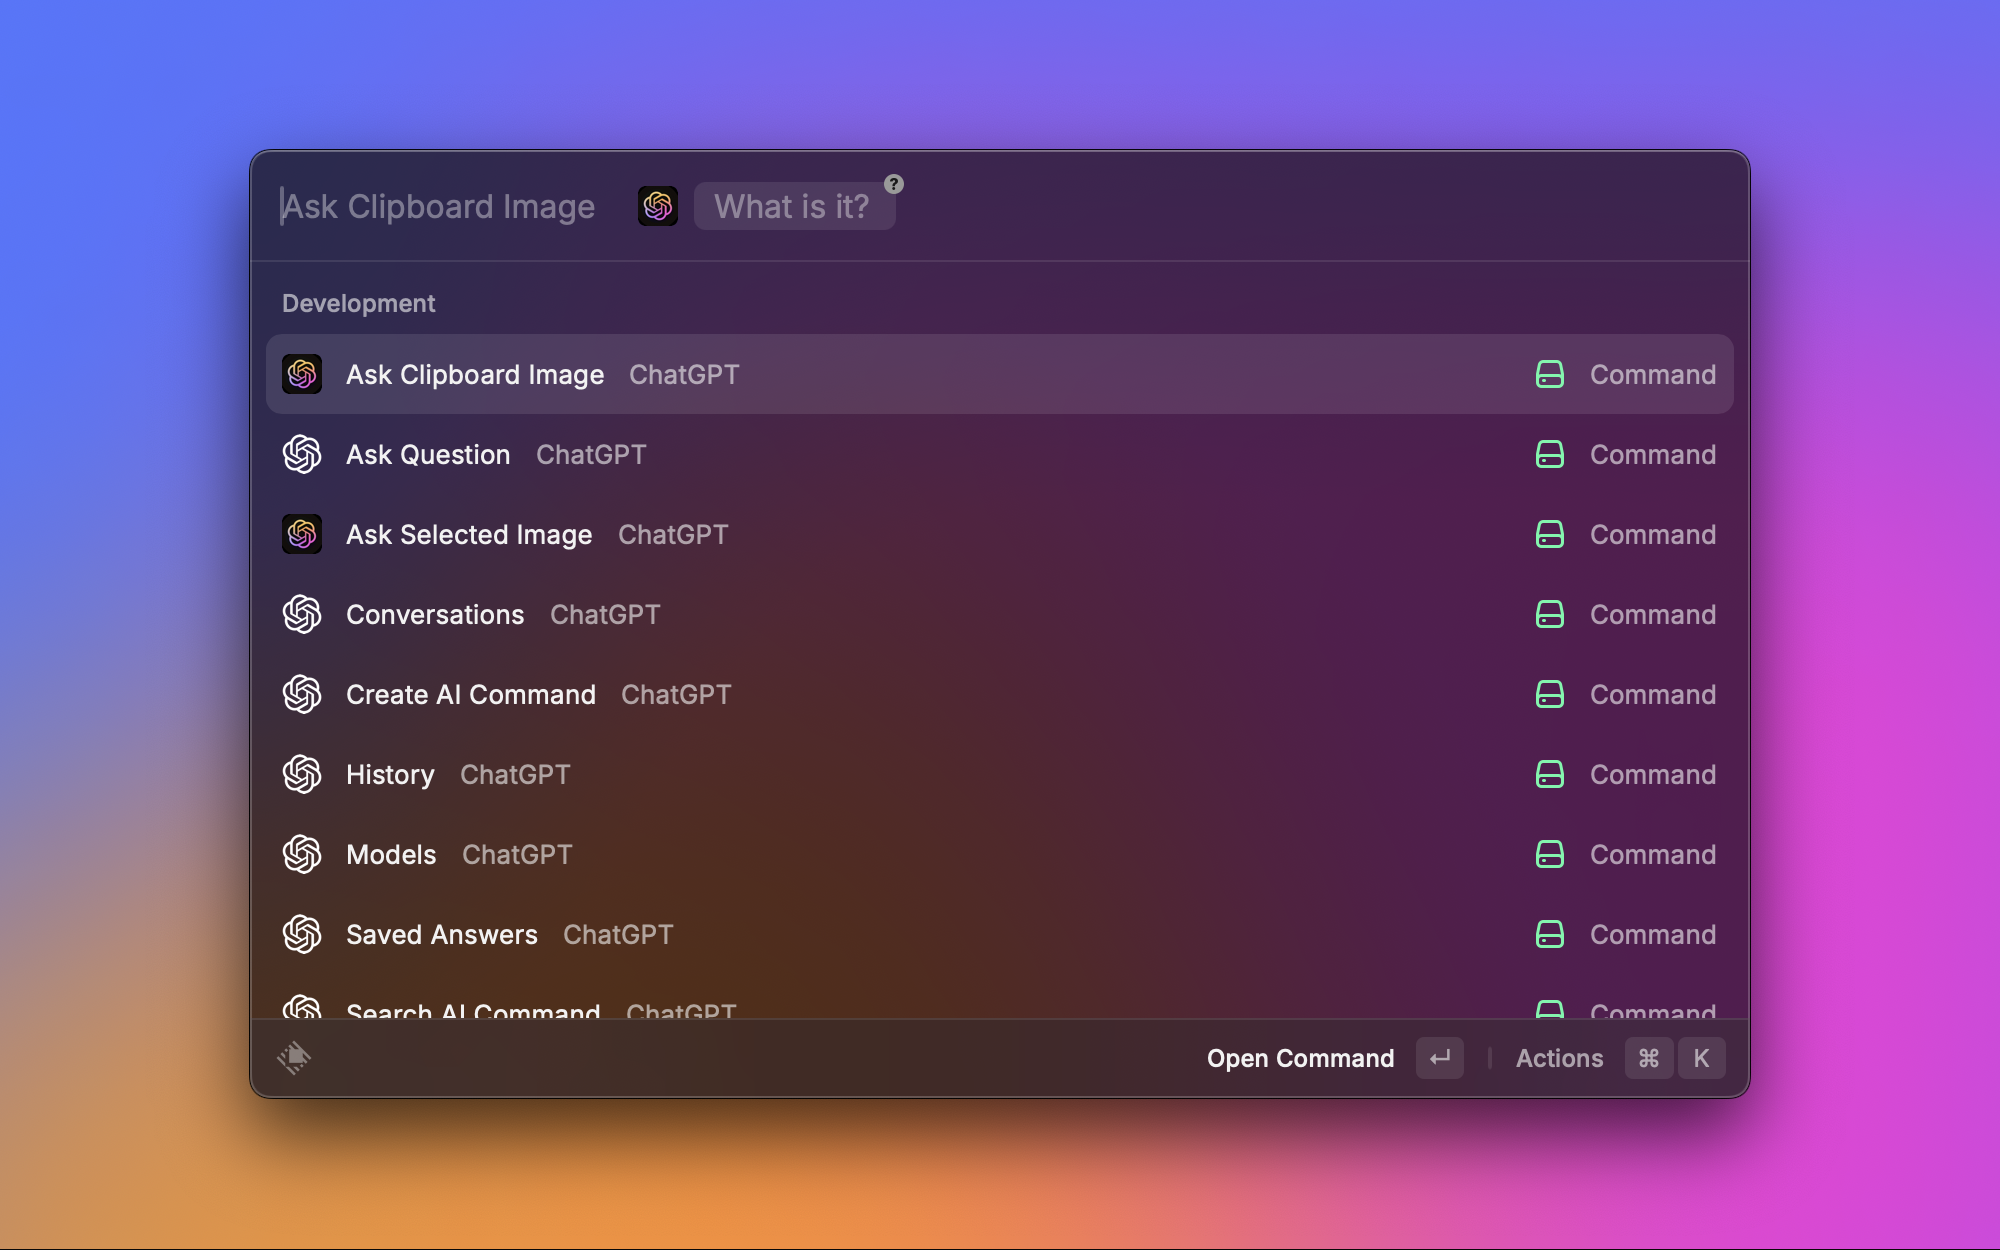 Ask Clipboard Image What is it? ?
Development
Ask Clipboard Image ChatGPT Command
Ask Question ChatGPT Command
Ask Selected Image ChatGPT Command
Conversations ChatGPT Command
Create AI Command ChatGPT Command
History ChatGPT Command
Models ChatGPT Command
Saved Answers ChatGPT Command
Search AI Command ChatGPT Command
Open Command ↵ Actions ⌘ K